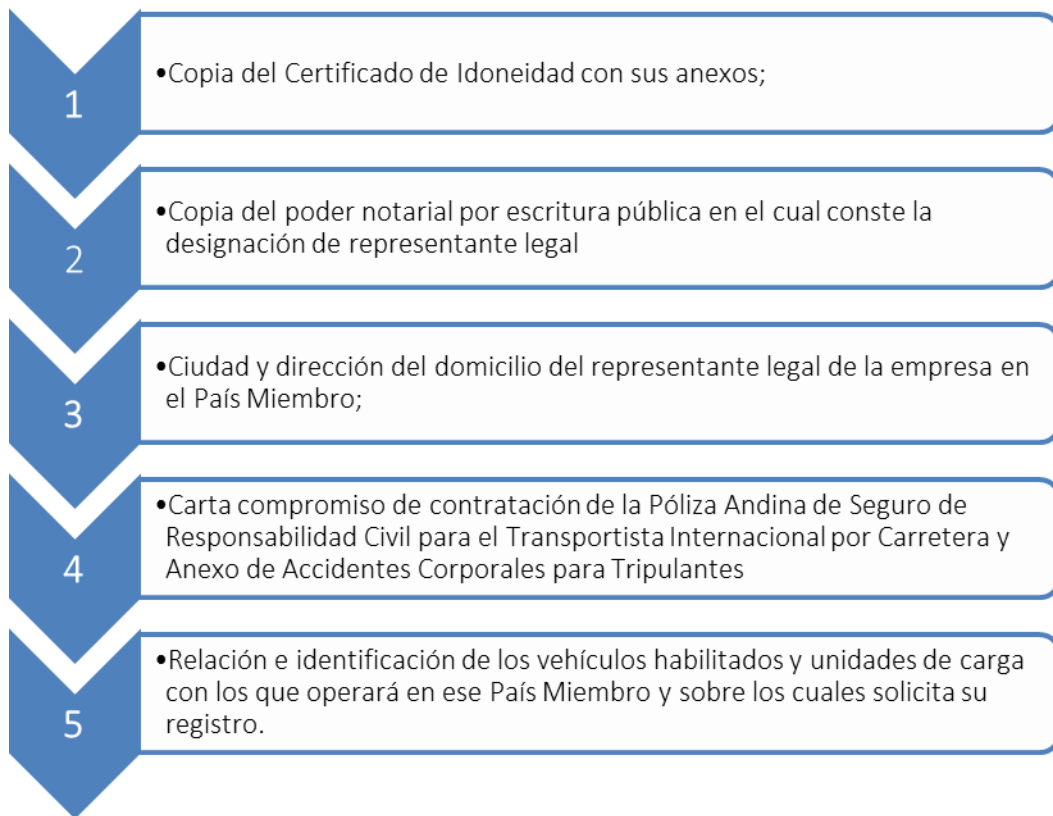 1
•Copia del Certificado de Idoneidad con sus anexos;
2
•Copia del poder notarial por escritura pública en el cual conste la
designación de representante legal
3
•Ciudad y dirección del domicilio del representante legal de la empresa en
el País Miembro;
4
•Carta compromiso de contratación de la Póliza Andina de Seguro de
Responsabilidad Civil para el Transportista Internacional por Carretera y
Anexo de Accidentes Corporales para Tripulantes
5
•Relación e identificación de los vehículos habilitados y unidades de carga
con los que operará en ese País Miembro y sobre los cuales solicita su
registro.